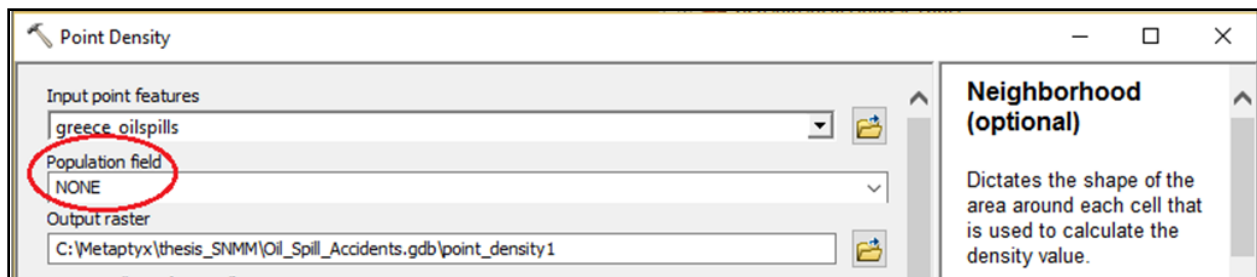 Point Density
Input point features
greece_oilspills
Population field
NONE
Output raster
C:\Metaptyx\thesis_SNMM\Oil_Spill_Accidents.gdb\point_density1
Neighborhood
(optional)
Dictates the shape of the
area around each cell that
is used to calculate the
density value.